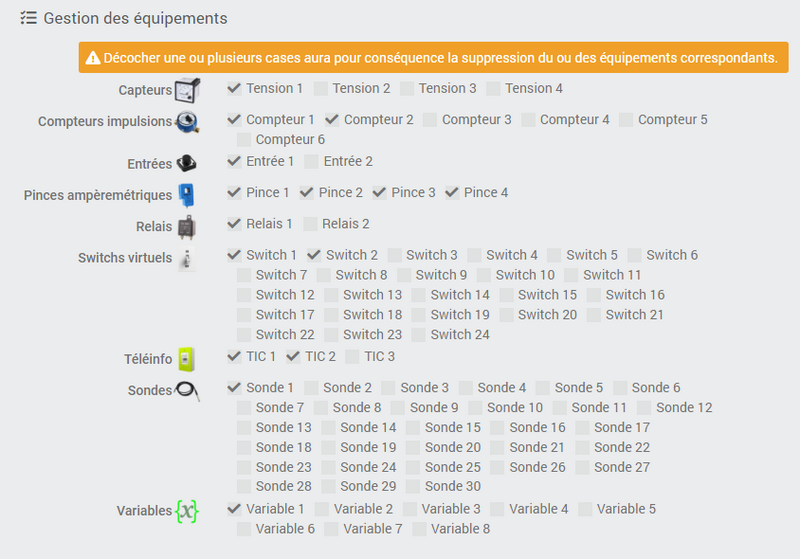 Gestion des équipements
Décocher une ou plusieurs cases aura pour conséquence la suppression du ou des équipements correspondants.
Capteurs Tension 1 Tension 2 Tension 3 Tension 4
Compteurs impulsions Compteur 1 Compteur 2 Compteur 3 Compteur 4 Compteur 5
Compteur 6
Entrées Entrée 1 Entrée 2
Pinces ampèremétriques Pince 1 Pince 2 Pince 3 Pince 4
Relais Relais 1 Relais 2
Switchs virtuels Switch 1 Switch 2 Switch 3 Switch 4 Switch 5 Switch 6
Switch 7 Switch 8 Switch 9 Switch 10 Switch 11
Switch 12 Switch 13 Switch 14 Switch 15 Switch 16
Switch 17 Switch 18 Switch 19 Switch 20 Switch 21
Switch 22 Switch 23 Switch 24
Téléinfo TIC 1 TIC 2 TIC 3
Sondes Sonde 1 Sonde 2 Sonde 3 Sonde 4 Sonde 5 Sonde 6
Sonde 7 Sonde 8 Sonde 9 Sonde 10 Sonde 11 Sonde 12
Sonde 13 Sonde 14 Sonde 15 Sonde 16 Sonde 17
Sonde 18 Sonde 19 Sonde 20 Sonde 21 Sonde 22
Sonde 23 Sonde 24 Sonde 25 Sonde 26 Sonde 27
Sonde 28 Sonde 29 Sonde 30
Variables {x} Variable 1 Variable 2 Variable 3 Variable 4 Variable 5
Variable 6 Variable 7 Variable 8